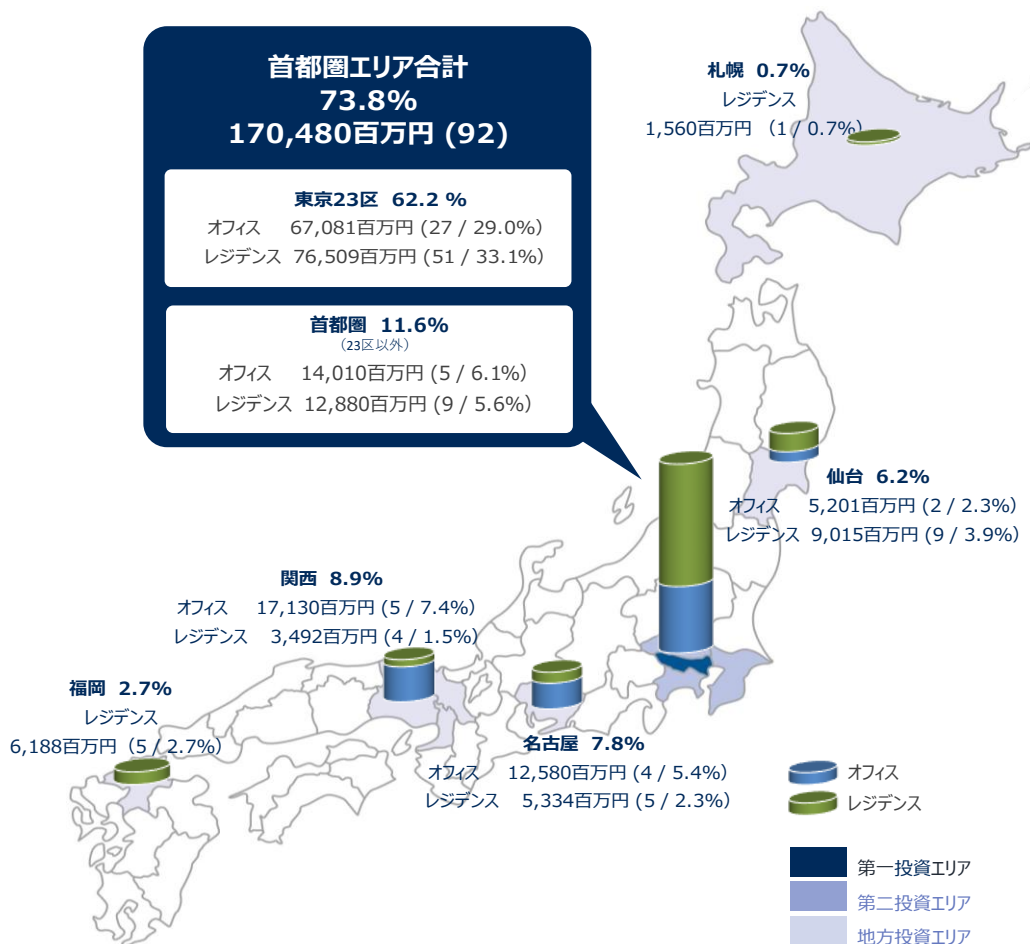 首都圏エリア合計
73.8%
170,480百万円 (92)
東京23区 62.2 %
オフィス 67,081百万円 (27 / 29.0%)
レジデンス 76,509百万円 (51 / 33.1%)
首都圏 11.6%
（23区以外）
オフィス 14,010百万円 (5 / 6.1%)
レジデンス 12,880百万円 (9 / 5.6%)
札幌 0.7%
レジデンス
1,560百万円 （1 / 0.7%）
仙台 6.2%
オフィス 5,201百万円 (2 / 2.3%)
レジデンス 9,015百万円 (9 / 3.9%)
関西 8.9%
オフィス 17,130百万円 (5 / 7.4%)
レジデンス 3,492百万円 (4 / 1.5%)
福岡 2.7%
レジデンス
6,188百万円（5 / 2.7%）
名古屋 7.8%
オフィス 12,580百万円 (4 / 5.4%)
レジデンス 5,334百万円 (5 / 2.3%)
オフィス
レジデンス
第一投資エリア
第二投資エリア
地方投資エリア